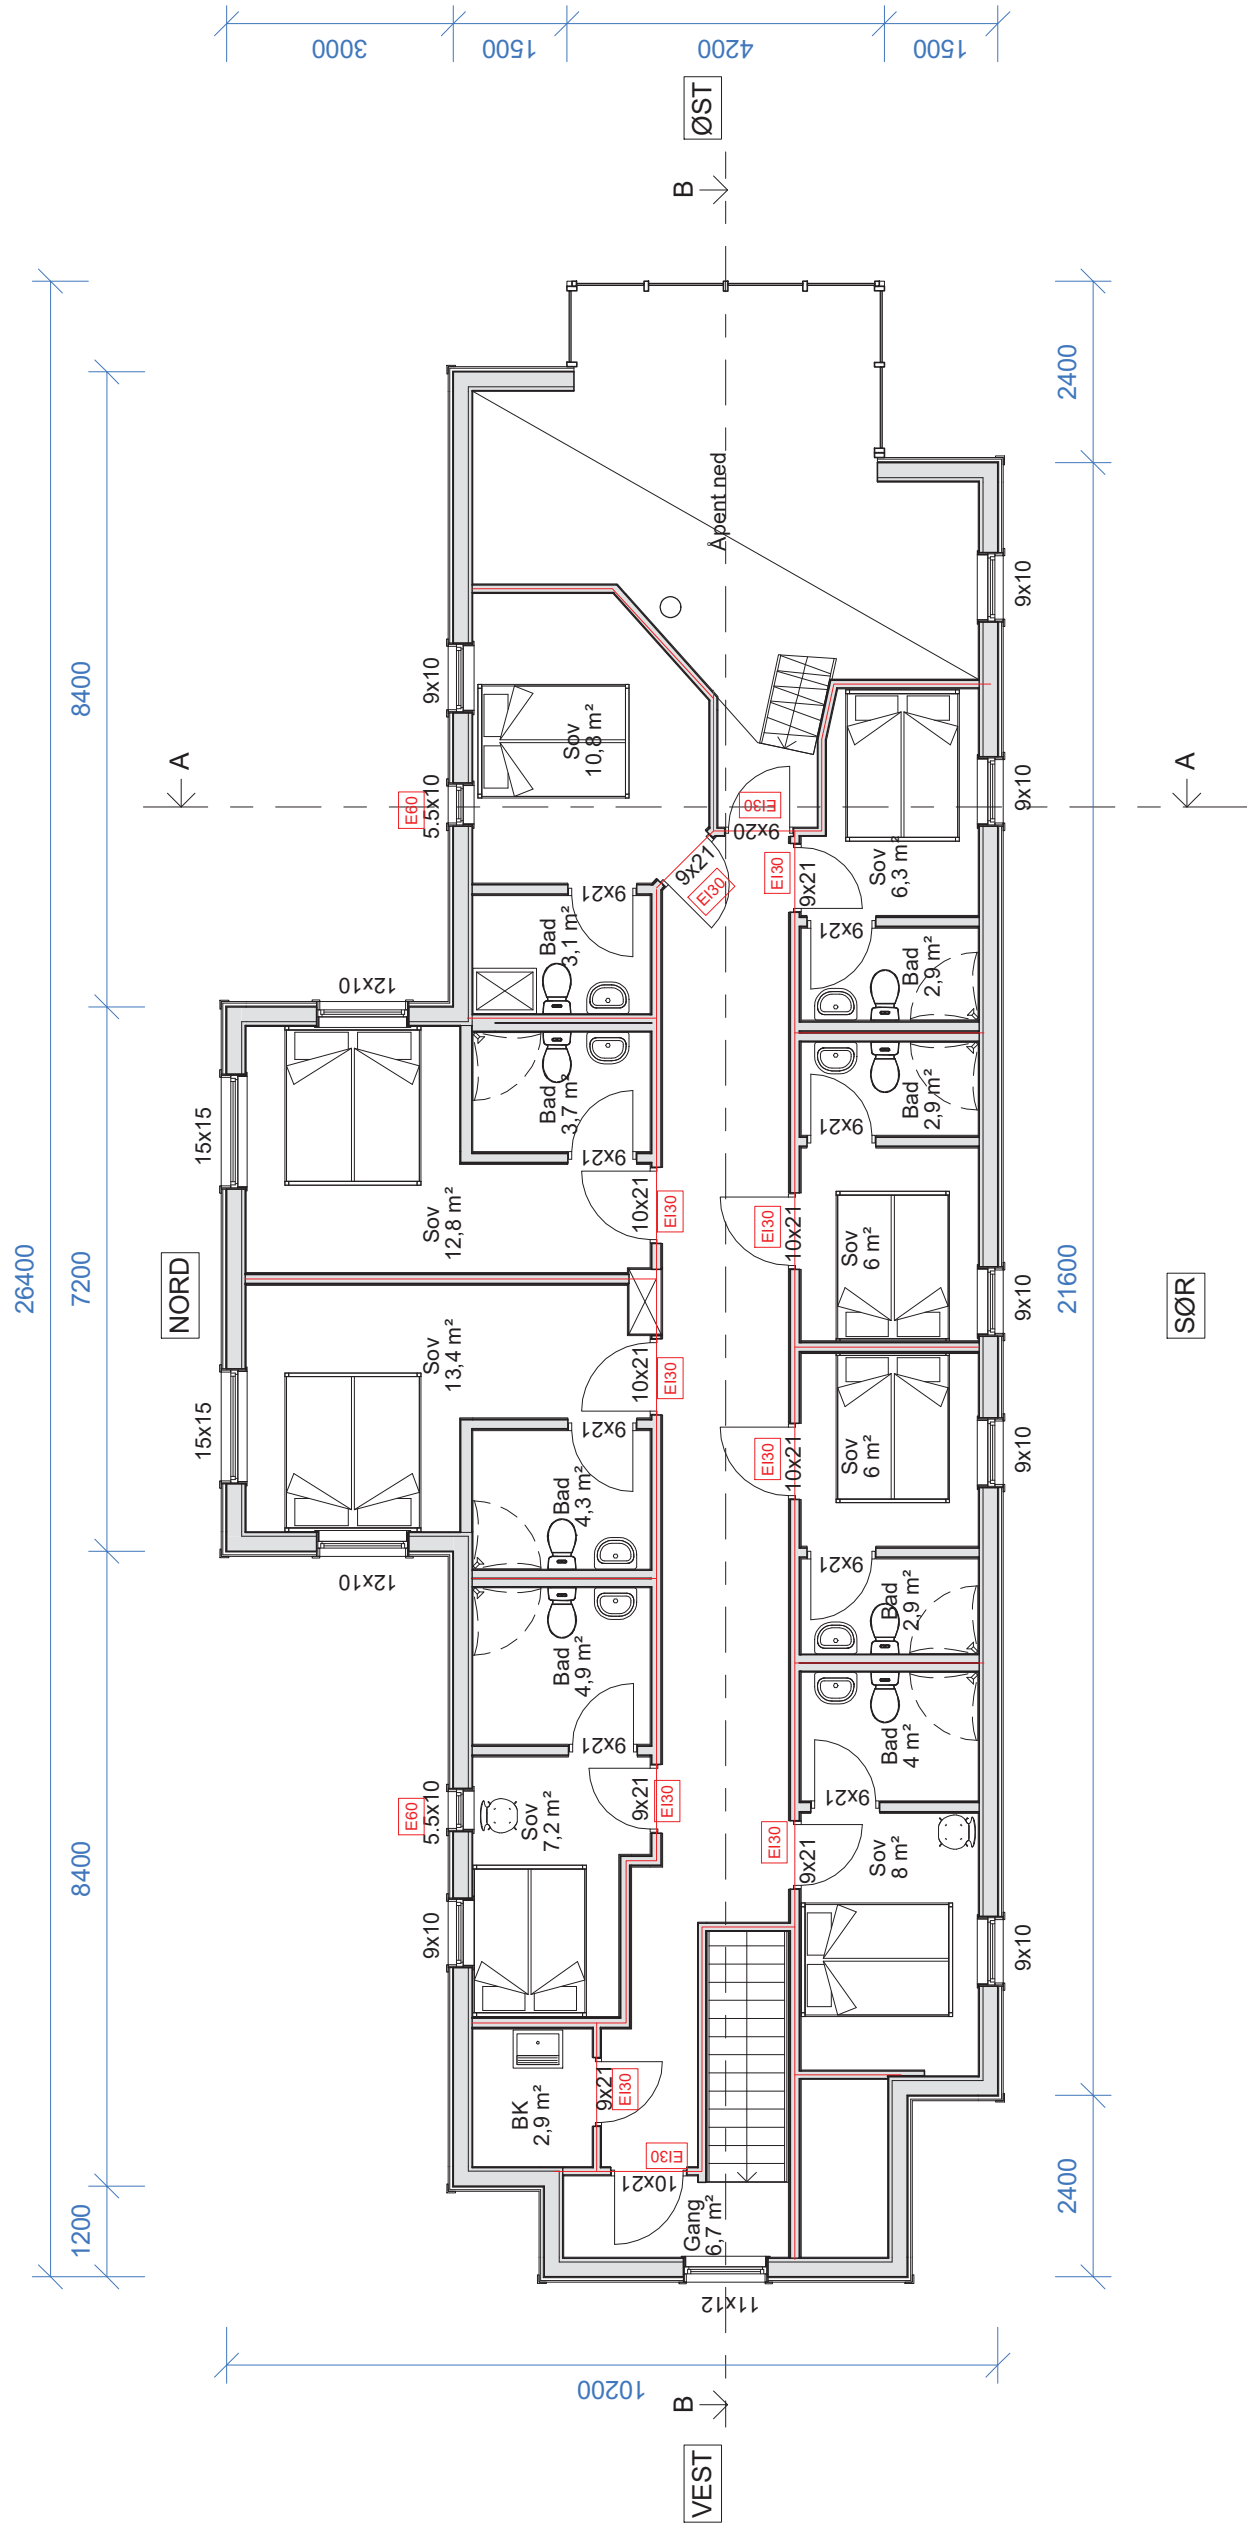 26400
1200
8400
7200
8400
NORD
A
15x15
15x15
12x10
12x10
3000
9x10
E60
5.5x10
E60
5.5x10
9x10
Sov
13,4 m²
Sov
12,8 m²
1500
BK
2,9 m²
Sov
7,2 m²
Bad
4,9 m²
Bad
4,3 m²
Bad
3,7 m²
Bad
3,1 m²
Sov
10,8 m²
9x21
9x21
9x21
9x21
9x21
EI30
10200
9x21
EI30
10x21
EI30
10x21
EI30
EI30
10x21
9x21
EI30
VEST
B
Gang
6,7 m²
11x12
B
ØST
Åpent ned
4200
9x20
EI30
EI30
9x21
10x21
EI30
10x21
EI30
9x21
EI30
9x21
9x21
9x21
9x21
Sov
8 m²
Bad
4 m²
Bad
2,9 m²
Sov
6 m²
Sov
6 m²
Bad
2,9 m²
Bad
2,9 m²
Sov
6,3 m²
1500
9x10
9x10
9x10
9x10
9x10
2400
21600
2400
SØR
A